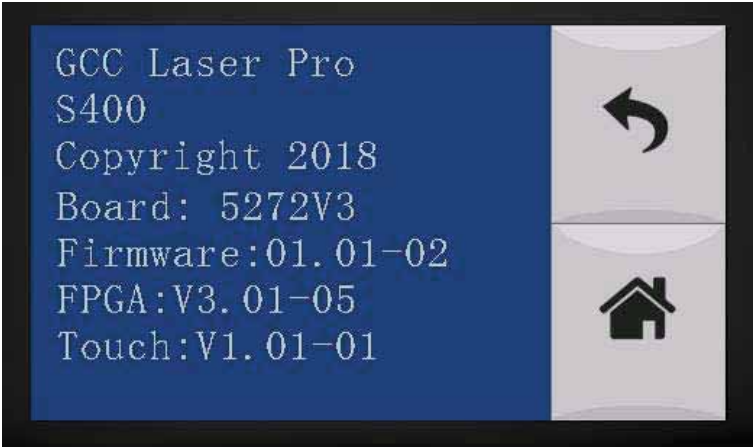 GCC Laser Pro
S400
Copyright 2018
Board: 5272V3
Firmware:01.01-02
FPGA:V3.01-05
Touch:V1.01-01